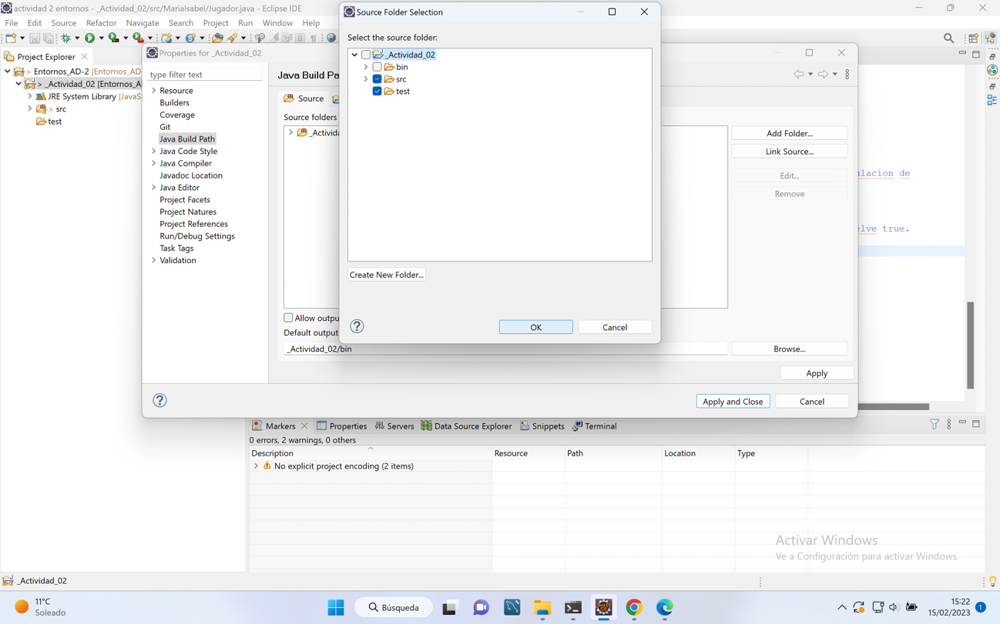 actividad 2 entornos - _Actividad_02/src/MariaIsabel/Jugador.java - Eclipse IDE
File Edit Source Refactor Navigate Search Project Run Window Help
Project Explorer
> Entornos_AD-2 [Entornos_AD
> _Actividad_02 [Entornos_A
JRE System Library [JavaS
> src
test
Properties for _Actividad_02
type filter text
Resource
Builders
Coverage
Git
Java Build Path
Java Code Style
Java Compiler
Javadoc Location
Java Editor
Project Facets
Project Natures
Project References
Run/Debug Settings
Task Tags
Validation
Java Build Pa
Source
Source folders
_Activida
Allow outpu
Default output
_Actividad_02/bin
Add Folder...
Link Source...
Edit...
Remove
Browse...
Apply
Apply and Close
Cancel
Source Folder Selection
Select the source folder:
_Actividad_02
bin
src
test
Create New Folder...
OK
Cancel
ulacion de
elve true.
Markers Properties Servers Data Source Explorer Snippets Terminal
0 errors, 2 warnings, 0 others
Description Resource Path Location Type
No explicit project encoding (2 items)
Activar Windows
Ve a Configuración para activar Windows.
_Actividad_02
11°C
Soleado
Búsqueda
15:22
15/02/2023
1